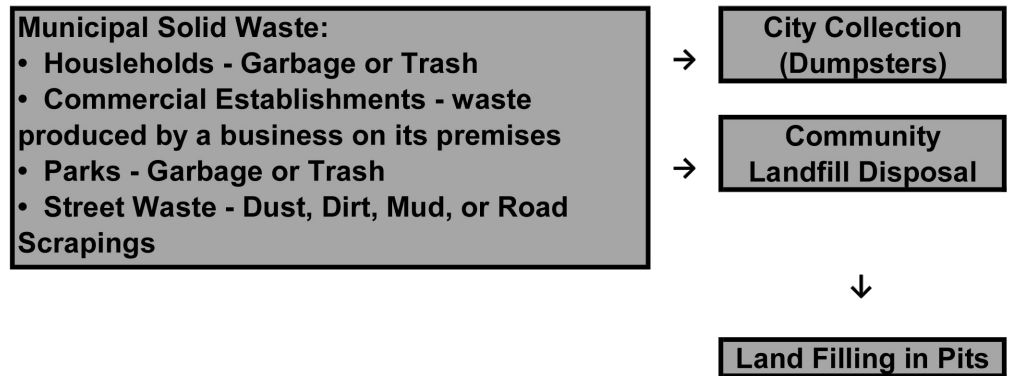 Municipal Solid Waste:
• Housleholds - Garbage or Trash
• Commercial Establishments - waste
produced by a business on its premises
• Parks - Garbage or Trash
• Street Waste - Dust, Dirt, Mud, or Road
Scrapings
→
City Collection
(Dumpsters)
→
Community
Landfill Disposal
↓
Land Filling in Pits